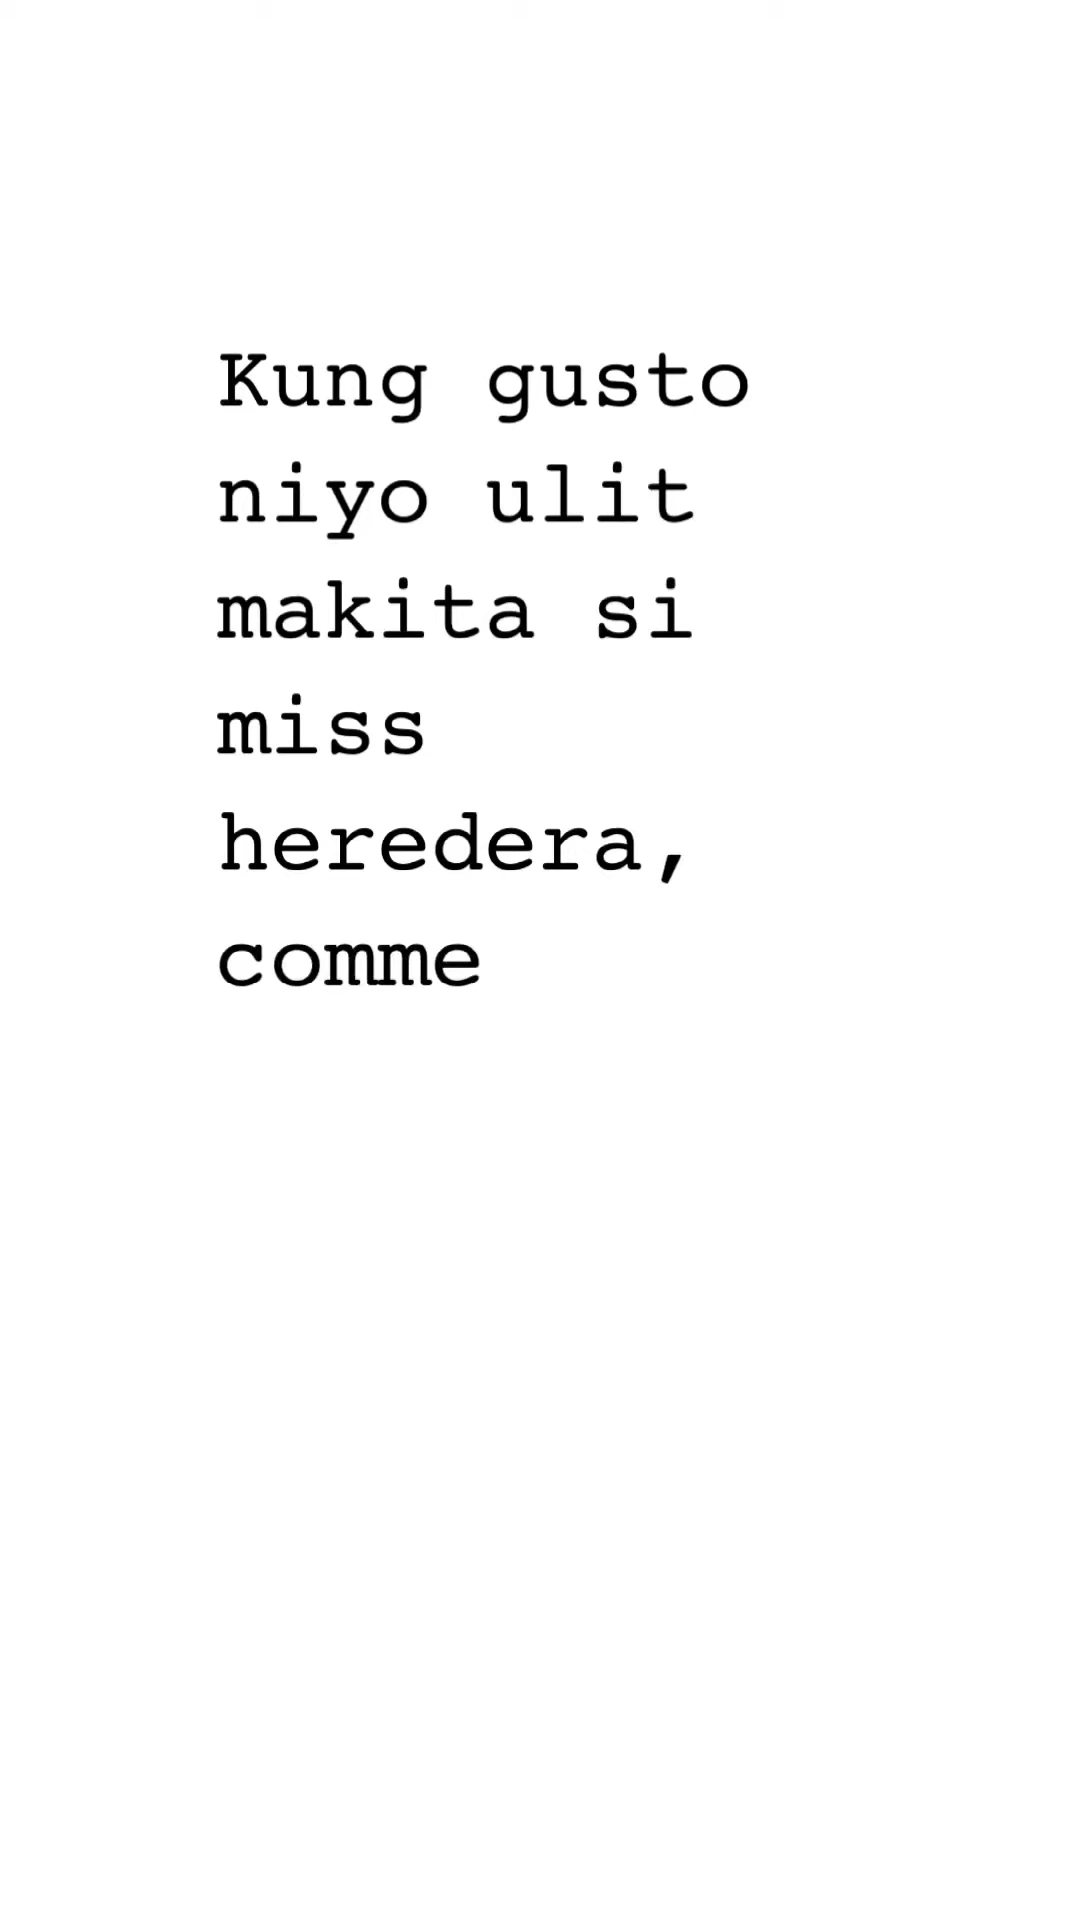 Kung gusto
niyo ulit
makita si
miss
heredera,
comme